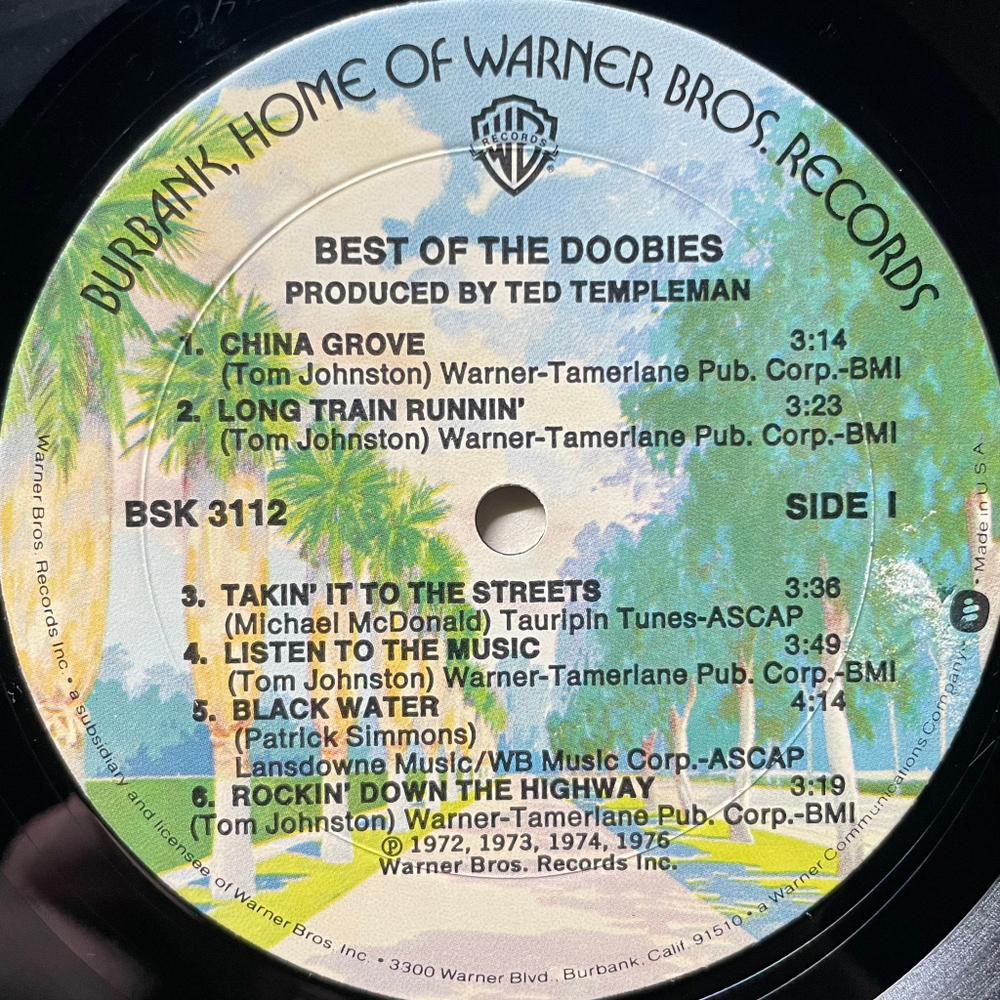 BURBANK, HOME OF WARNER BROS. RECORDS
RECORDS
®
BEST OF THE DOOBIES
PRODUCED BY TED TEMPLEMAN
1. CHINA GROVE 3:14
(Tom Johnston) Warner-Tamerlane Pub. Corp.-BMI
2. LONG TRAIN RUNNIN' 3:23
(Tom Johnston) Warner-Tamerlane Pub. Corp.-BMI
BSK 3112 SIDE I
3. TAKIN' IT TO THE STREETS 3:36
(Michael McDonald) Tauripin Tunes-ASCAP
4. LISTEN TO THE MUSIC 3:49
(Tom Johnston) Warner-Tamerlane Pub. Corp.-BMI
5. BLACK WATER 4:14
(Patrick Simmons)
Lansdowne Music/WB Music Corp.-ASCAP
6. ROCKIN' DOWN THE HIGHWAY 3:19
(Tom Johnston) Warner-Tamerlane Pub. Corp.-BMI
℗ 1972, 1973, 1974, 1976
Warner Bros. Records Inc.
Warner Bros. Records Inc. • a subsidiary and licensee of Warner Bros. Inc. • 3300 Warner Blvd., Burbank, Calif. 91510 • a Warner Communications Company • Made in U S A